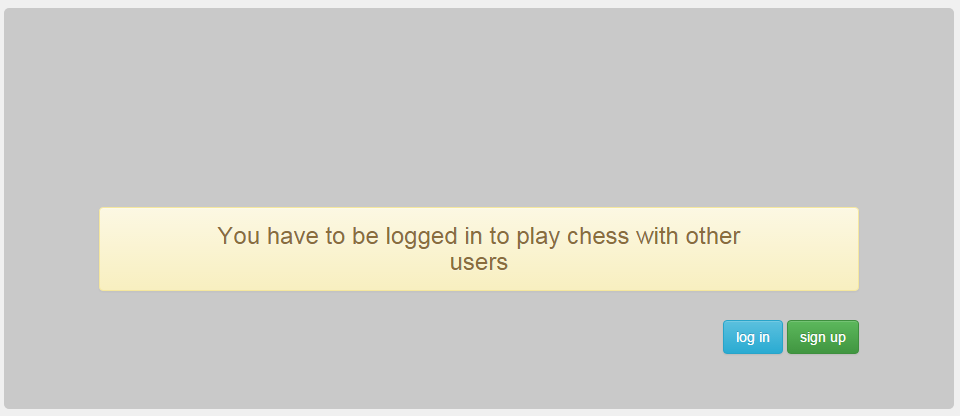 You have to be logged in to play chess with other
users
log in sign up